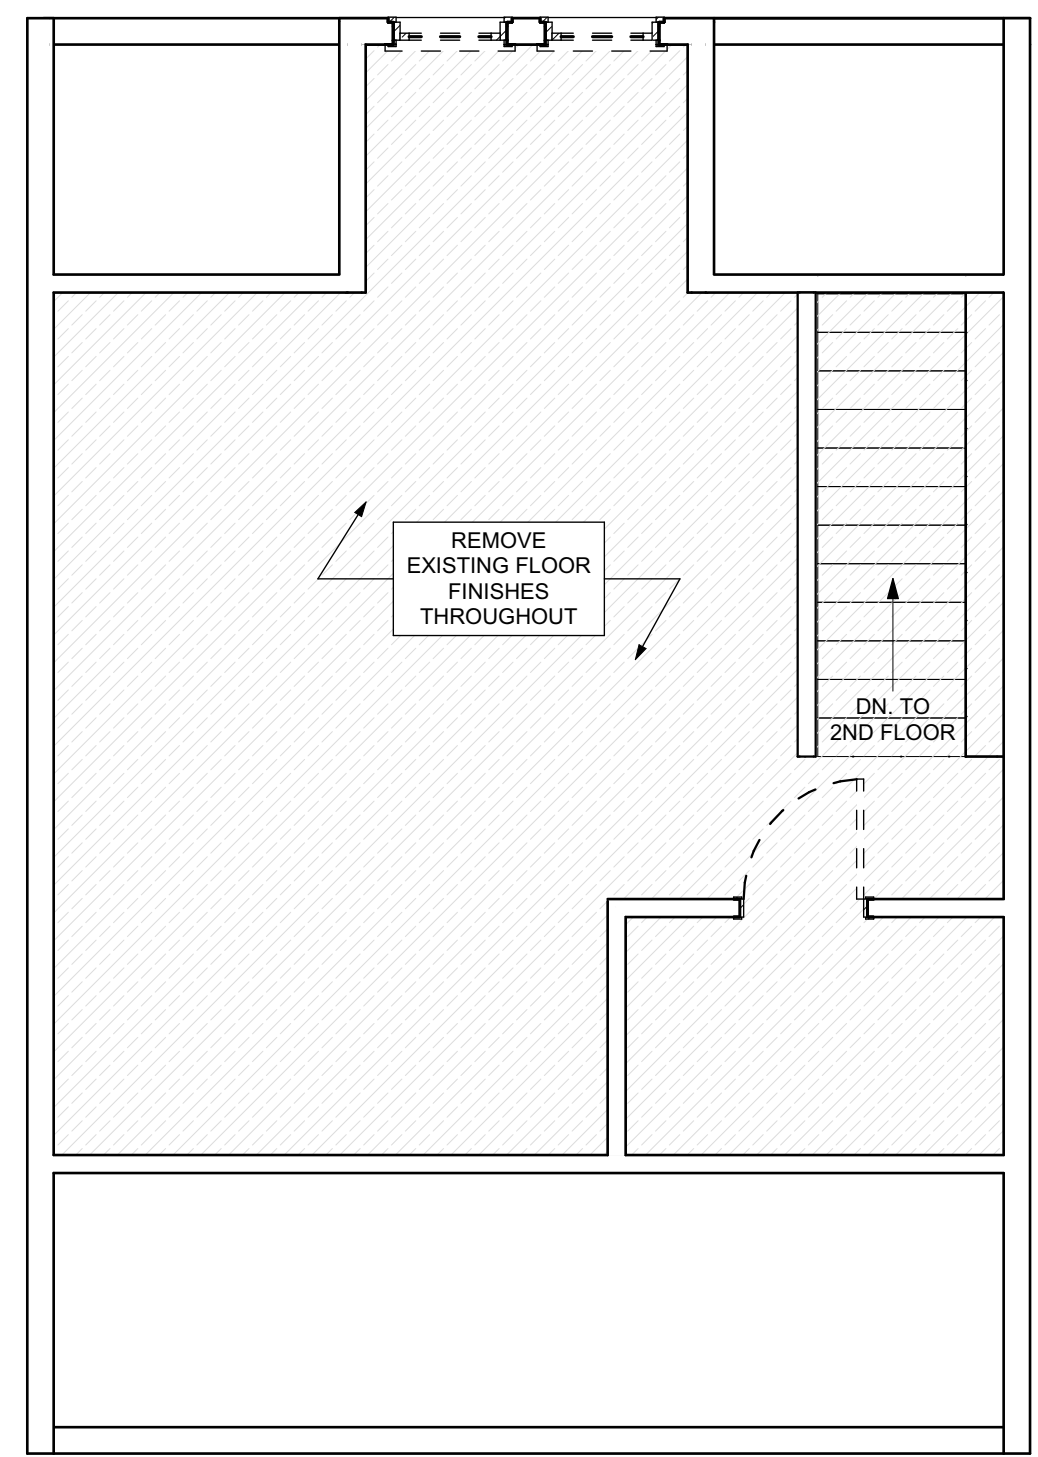 REMOVE
EXISTING FLOOR
FINISHES
THROUGHOUT
DN. TO
2ND FLOOR